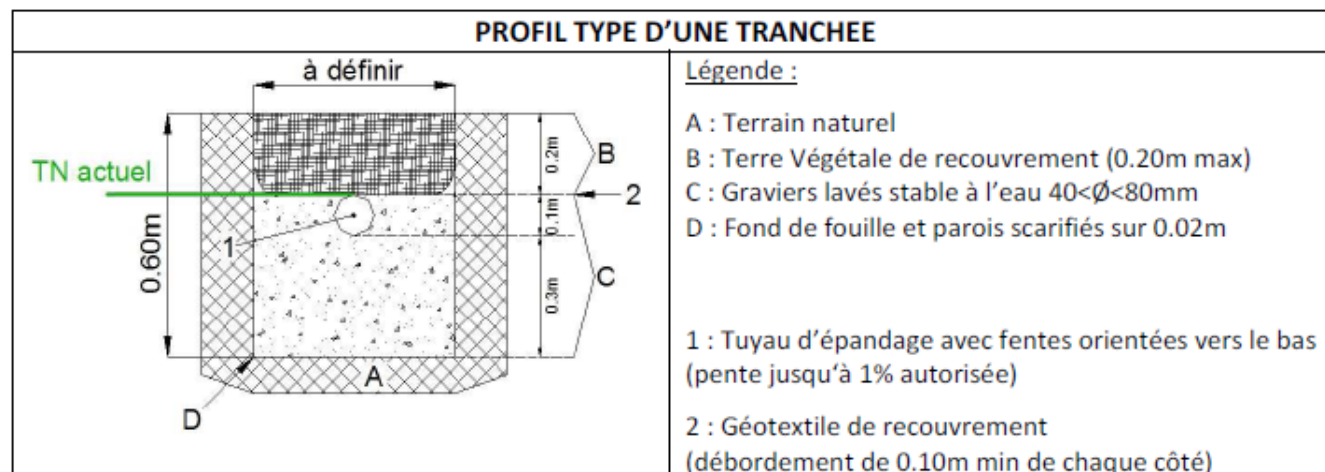 PROFIL TYPE D'UNE TRANCHEE
à définir
TN actuel
0.60m
0.2m
0.1m
0.3m
B
2
C
1
A
D
Légende :
A : Terrain naturel
B : Terre Végétale de recouvrement (0.20m max)
C : Graviers lavés stable à l'eau 40<Ø<80mm
D : Fond de fouille et parois scarifiés sur 0.02m
1 : Tuyau d'épandage avec fentes orientées vers le bas
(pente jusqu'à 1% autorisée)
2 : Géotextile de recouvrement
(débordement de 0.10m min de chaque côté)